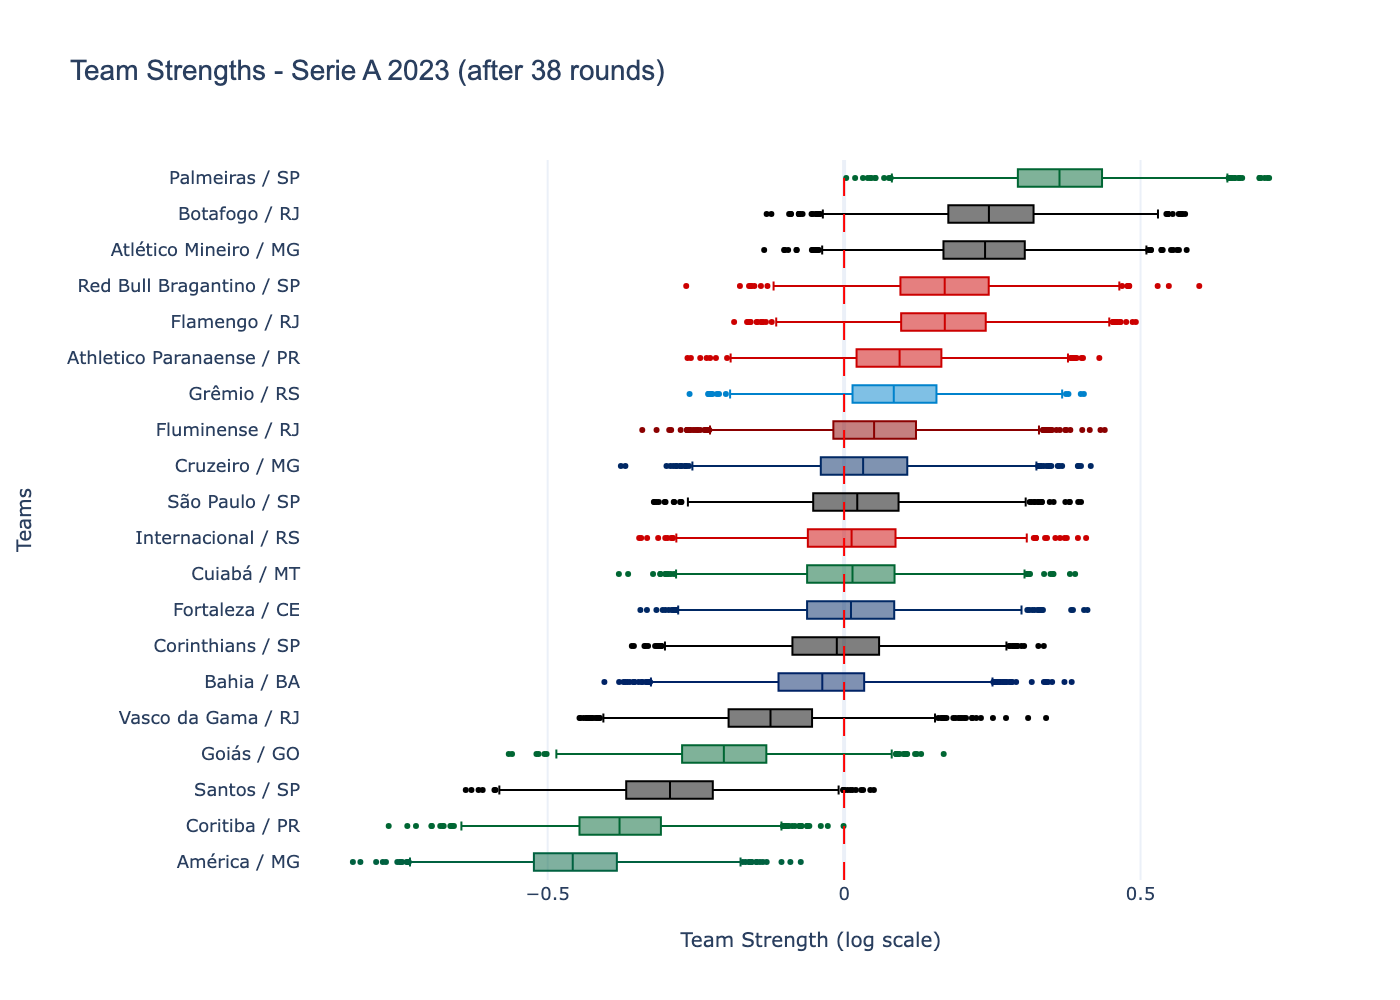 Team Strengths - Serie A 2023 (after 38 rounds)
Palmeiras / SP
Botafogo / RJ
Atlético Mineiro / MG
Red Bull Bragantino / SP
Flamengo / RJ
Athletico Paranaense / PR
Grêmio / RS
Fluminense / RJ
Cruzeiro / MG
São Paulo / SP
Internacional / RS
Cuiabá / MT
Fortaleza / CE
Corinthians / SP
Bahia / BA
Vasco da Gama / RJ
Goiás / GO
Santos / SP
Coritiba / PR
América / MG
Teams
−0.5 0 0.5
Team Strength (log scale)